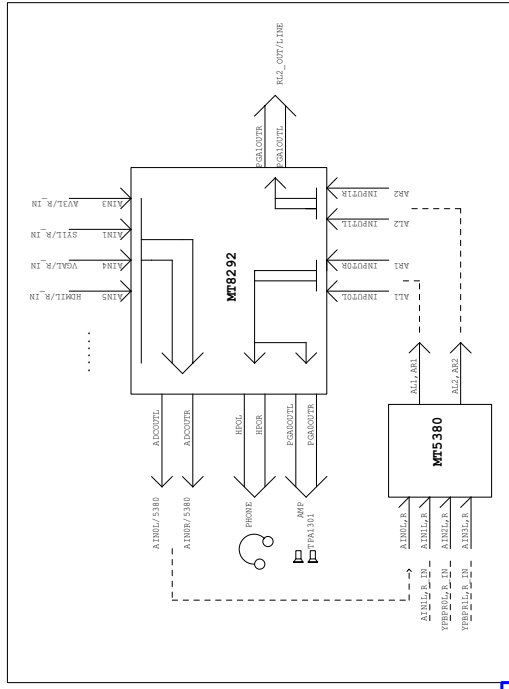 RL2_OUT/LINE
PGA1OUTR
PGA1OUTL
AV3L/R_IN
AIN3
SY1L/R_IN
AIN1
VGAL/R_IN
AIN4
HDMIL/R_IN
AIN5
......
MT8292
INPUT1R
AR2
INPUT1L
AL2
INPUT0R
AR1
INPUT0L
AL1
ADCOUTL
ADCOUTR
HPOL
HPOR
PGA0OUTL
PGA0OUTR
AIN0L/5380
AIN0R/5380
PHONE
AMP
TPA1301
AL1,AR1
AL2,AR2
MT5380
AIN0L,R
AIN1L,R
AIN2L,R
AIN3L,R
AIN1L,R_IN
YPBPR0L,R_IN
YPBPR1L,R_IN